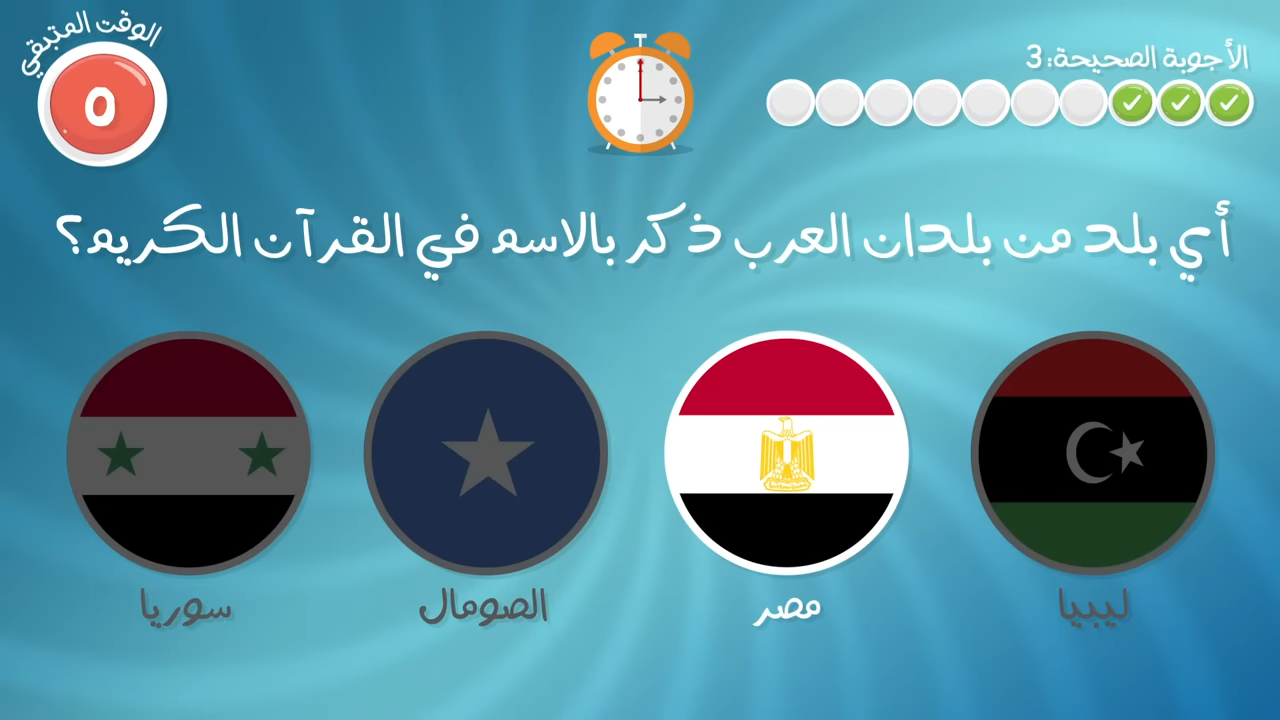 الوقت المتبقي
0
الأجوبة الصحيحة: 3
أي بلد من بلدان العرب ذكر بالاسم في القرآن الكريم؟
ليبيا
مصر
الصومال
سوريا